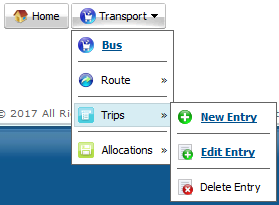 Home Transport
Bus
Route »
Trips »
New Entry
© 2017 All Ri
Edit Entry
Allocations »
Delete Entry